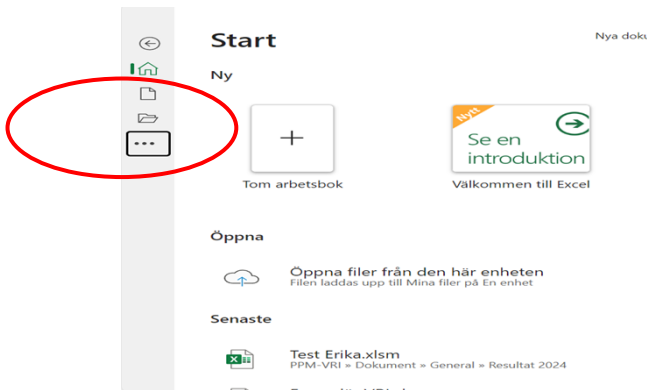 Start
Nya doku
Ny
Nytt
Se en
introduktion
Tom arbetsbok
Välkommen till Excel
Öppna
Öppna filer från den här enheten
Filen laddas upp till Mina filer på En enhet
Senaste
Test Erika.xlsm
PPM-VRI » Dokument » General » Resultat 2024